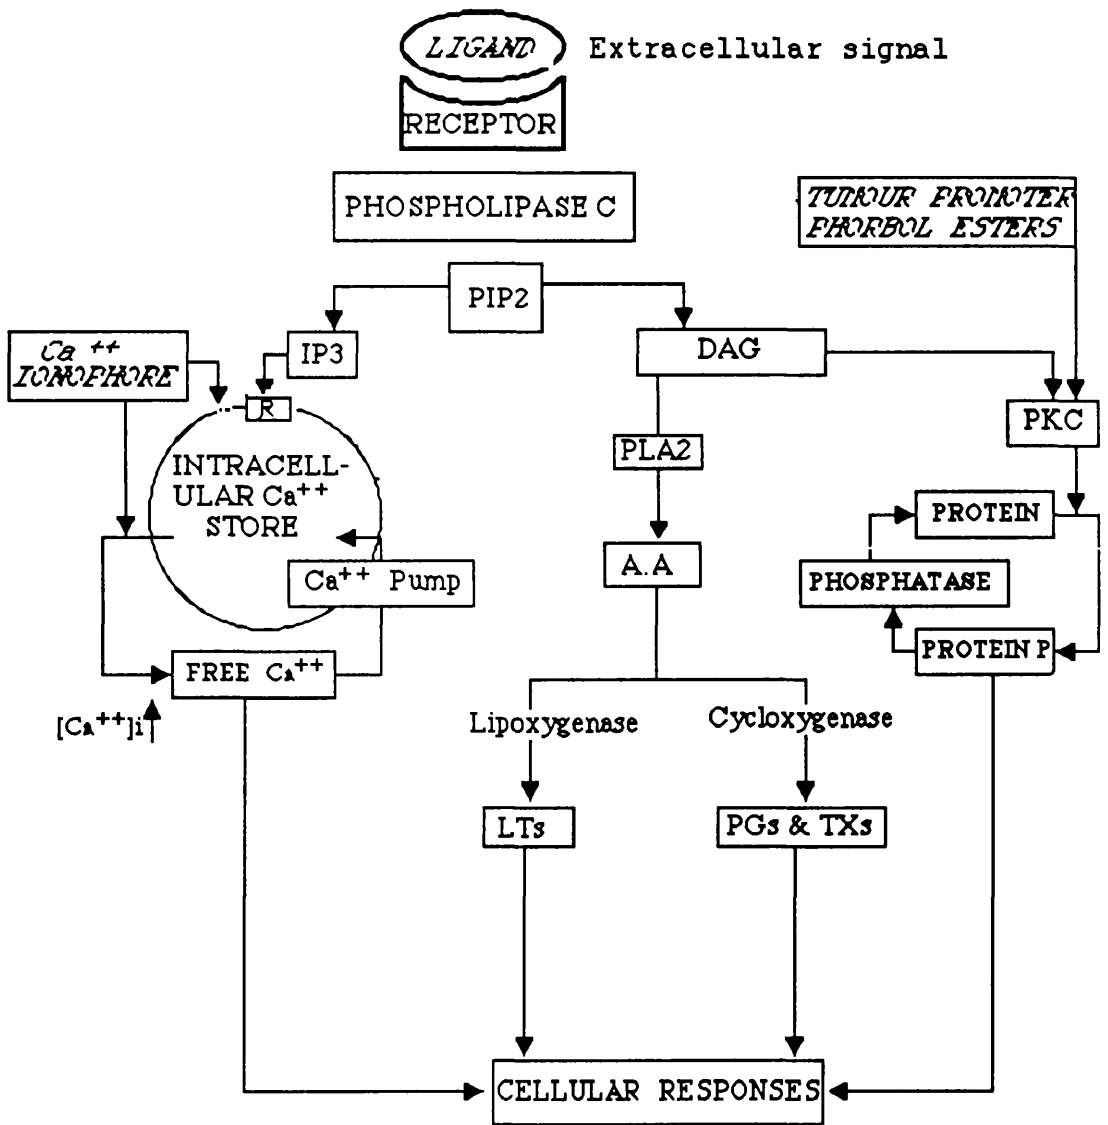 LIGAND Extracellular signal
RECEPTOR
PHOSPHOLIPASE C
TUMOUR PROMOTER
PHORBOL ESTERS
PIP2
Ca ++
IONOPHORE
IP3
DAG
R
PKC
INTRACELL-
ULAR Ca++
STORE
PLA2
PROTEIN
A.A
Ca++ Pump
PHOSPHATASE
PROTEIN P
FREE Ca++
[Ca++]i
Lipoxygenase
Cycloxygenase
LTs
PGs & TXs
CELLULAR RESPONSES